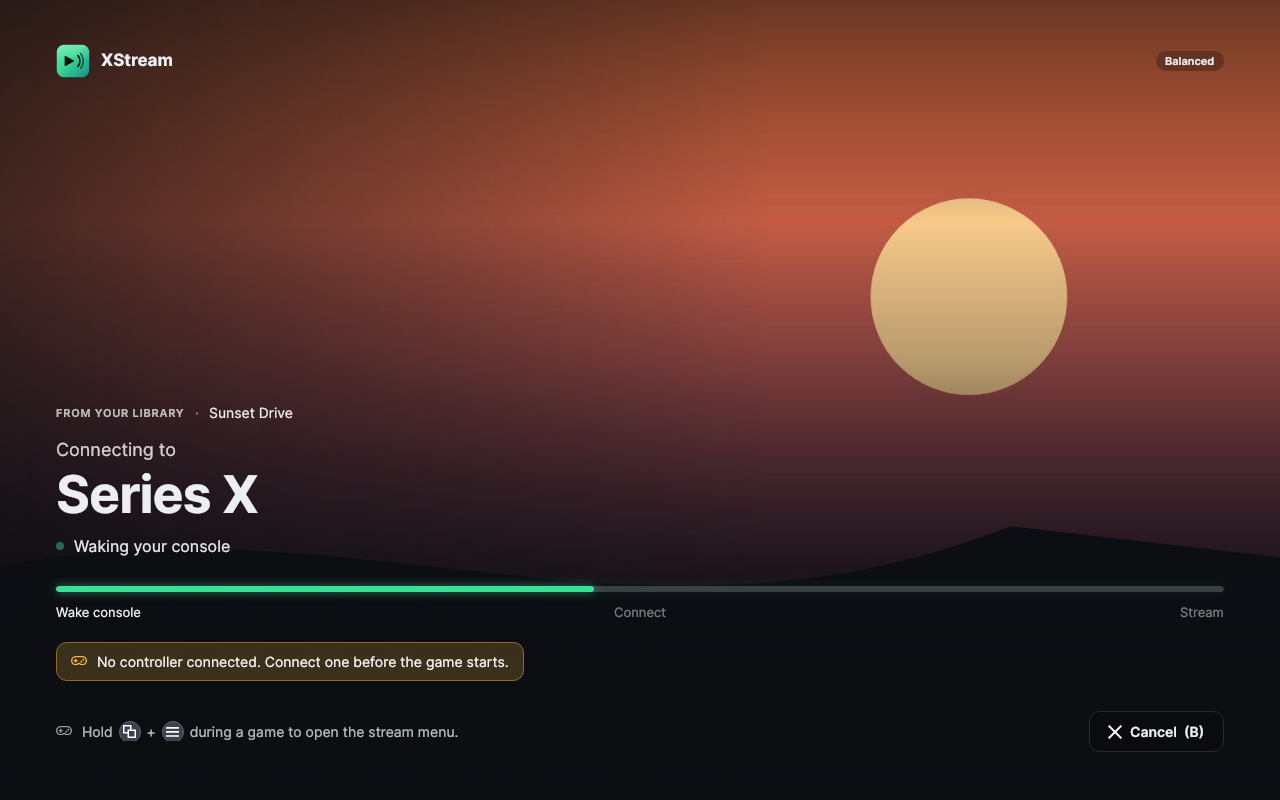 XStream
Balanced
FROM YOUR LIBRARY · Sunset Drive
Connecting to
Series X
Waking your console
Wake console
Connect
Stream
No controller connected. Connect one before the game starts.
Hold + during a game to open the stream menu.
Cancel (B)